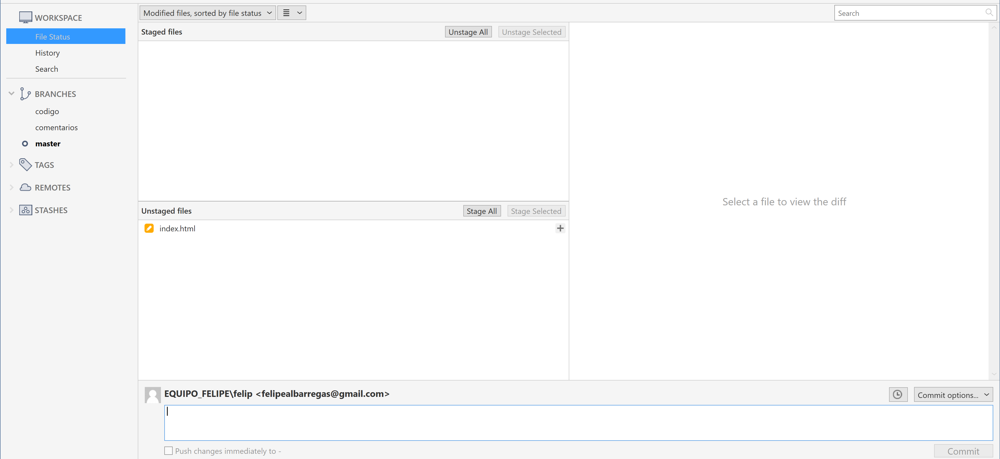 WORKSPACE
File Status
History
Search
BRANCHES
codigo
comentarios
master
TAGS
REMOTES
STASHES
Modified files, sorted by file status
Search
Staged files
Unstage All
Unstage Selected
Select a file to view the diff
Unstaged files
Stage All
Stage Selected
index.html
EQUIPO_FELIPE\felip <felipealbarregas@gmail.com>
Commit options...
Push changes immediately to -
Commit